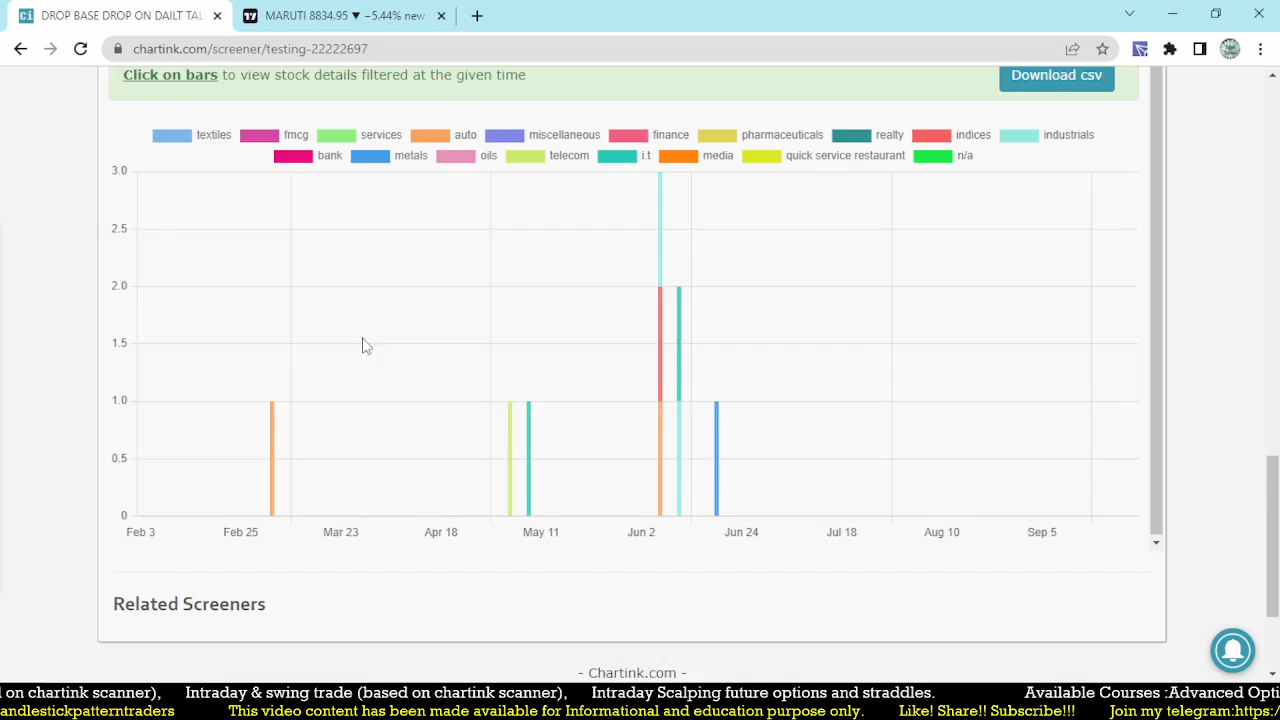 DROP BASE DROP ON DAILT TAL
MARUTI 8834.95 ▼ −5.44% new
chartink.com/screener/testing-22222697
Click on bars to view stock details filtered at the given time
Download csv
textiles fmcg services auto miscellaneous finance pharmaceuticals realty indices industrials
bank metals oils telecom i.t media quick service restaurant n/a
3.0
2.5
2.0
1.5
1.0
0.5
0
Feb 3 Feb 25 Mar 23 Apr 18 May 11 Jun 2 Jun 24 Jul 18 Aug 10 Sep 5
Related Screeners
- Chartink.com -
d on chartink scanner), Intraday & swing trade (based on chartink scanner), Intraday Scalping future options and straddles. Available Courses :Advanced Opti
andlestickpatterntraders This video content has been made available for Informational and education purpose only. Like! Share!! Subscribe!!! Join my telegram:https:/